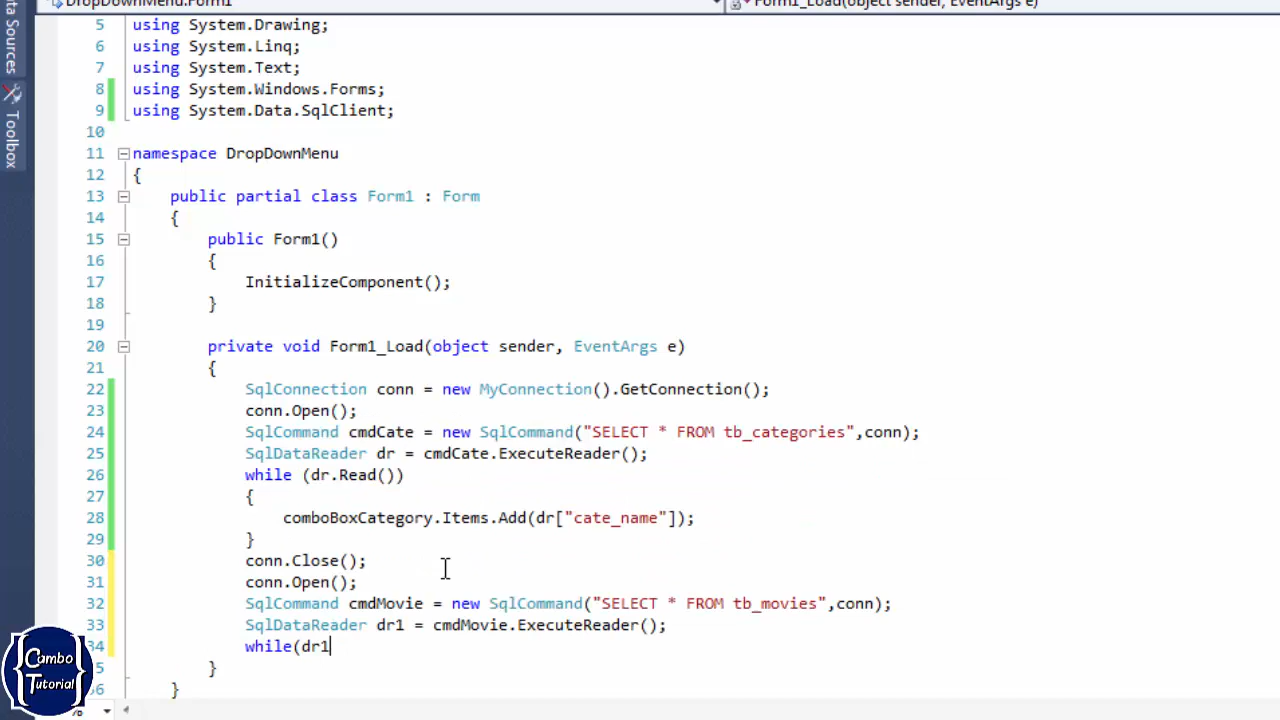 DropDownMenu.Form1
Form1_Load(object sender, EventArgs e)
ata Sources
Toolbox
5 using System.Drawing;
6 using System.Linq;
7 using System.Text;
8 using System.Windows.Forms;
9 using System.Data.SqlClient;
10
11 namespace DropDownMenu
12 {
13 public partial class Form1 : Form
14 {
15 public Form1()
16 {
17 InitializeComponent();
18 }
19
20 private void Form1_Load(object sender, EventArgs e)
21 {
22 SqlConnection conn = new MyConnection().GetConnection();
23 conn.Open();
24 SqlCommand cmdCate = new SqlCommand("SELECT * FROM tb_categories",conn);
25 SqlDataReader dr = cmdCate.ExecuteReader();
26 while (dr.Read())
27 {
28 comboBoxCategory.Items.Add(dr["cate_name"]);
29 }
30 conn.Close();
31 conn.Open();
32 SqlCommand cmdMovie = new SqlCommand("SELECT * FROM tb_movies",conn);
33 SqlDataReader dr1 = cmdMovie.ExecuteReader();
34 while(dr1
5 }
36 }
{Cambo
Tutorial}
%